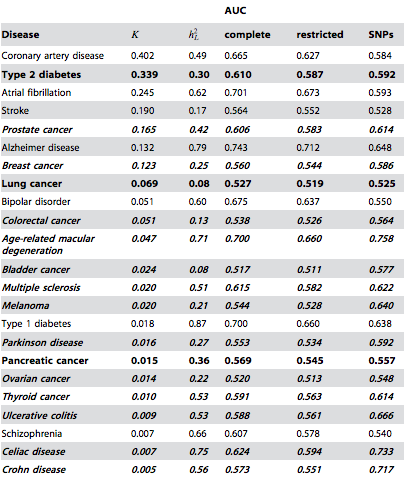 AUC
Disease K h²L complete restricted SNPs
Coronary artery disease 0.402 0.49 0.665 0.627 0.584
Type 2 diabetes 0.339 0.30 0.610 0.587 0.592
Atrial fibrillation 0.245 0.62 0.701 0.673 0.593
Stroke 0.190 0.17 0.564 0.552 0.528
Prostate cancer 0.165 0.42 0.606 0.583 0.614
Alzheimer disease 0.132 0.79 0.743 0.712 0.648
Breast cancer 0.123 0.25 0.560 0.544 0.586
Lung cancer 0.069 0.08 0.527 0.519 0.525
Bipolar disorder 0.051 0.60 0.675 0.637 0.550
Colorectal cancer 0.051 0.13 0.538 0.526 0.564
Age-related macular 0.047 0.71 0.700 0.660 0.758
degeneration
Bladder cancer 0.024 0.08 0.517 0.511 0.577
Multiple sclerosis 0.020 0.51 0.615 0.582 0.622
Melanoma 0.020 0.21 0.544 0.528 0.640
Type 1 diabetes 0.018 0.87 0.700 0.660 0.638
Parkinson disease 0.016 0.27 0.553 0.534 0.592
Pancreatic cancer 0.015 0.36 0.569 0.545 0.557
Ovarian cancer 0.014 0.22 0.520 0.513 0.548
Thyroid cancer 0.010 0.53 0.591 0.563 0.614
Ulcerative colitis 0.009 0.53 0.588 0.561 0.666
Schizophrenia 0.007 0.66 0.607 0.578 0.540
Celiac disease 0.007 0.75 0.624 0.594 0.733
Crohn disease 0.005 0.56 0.573 0.551 0.717